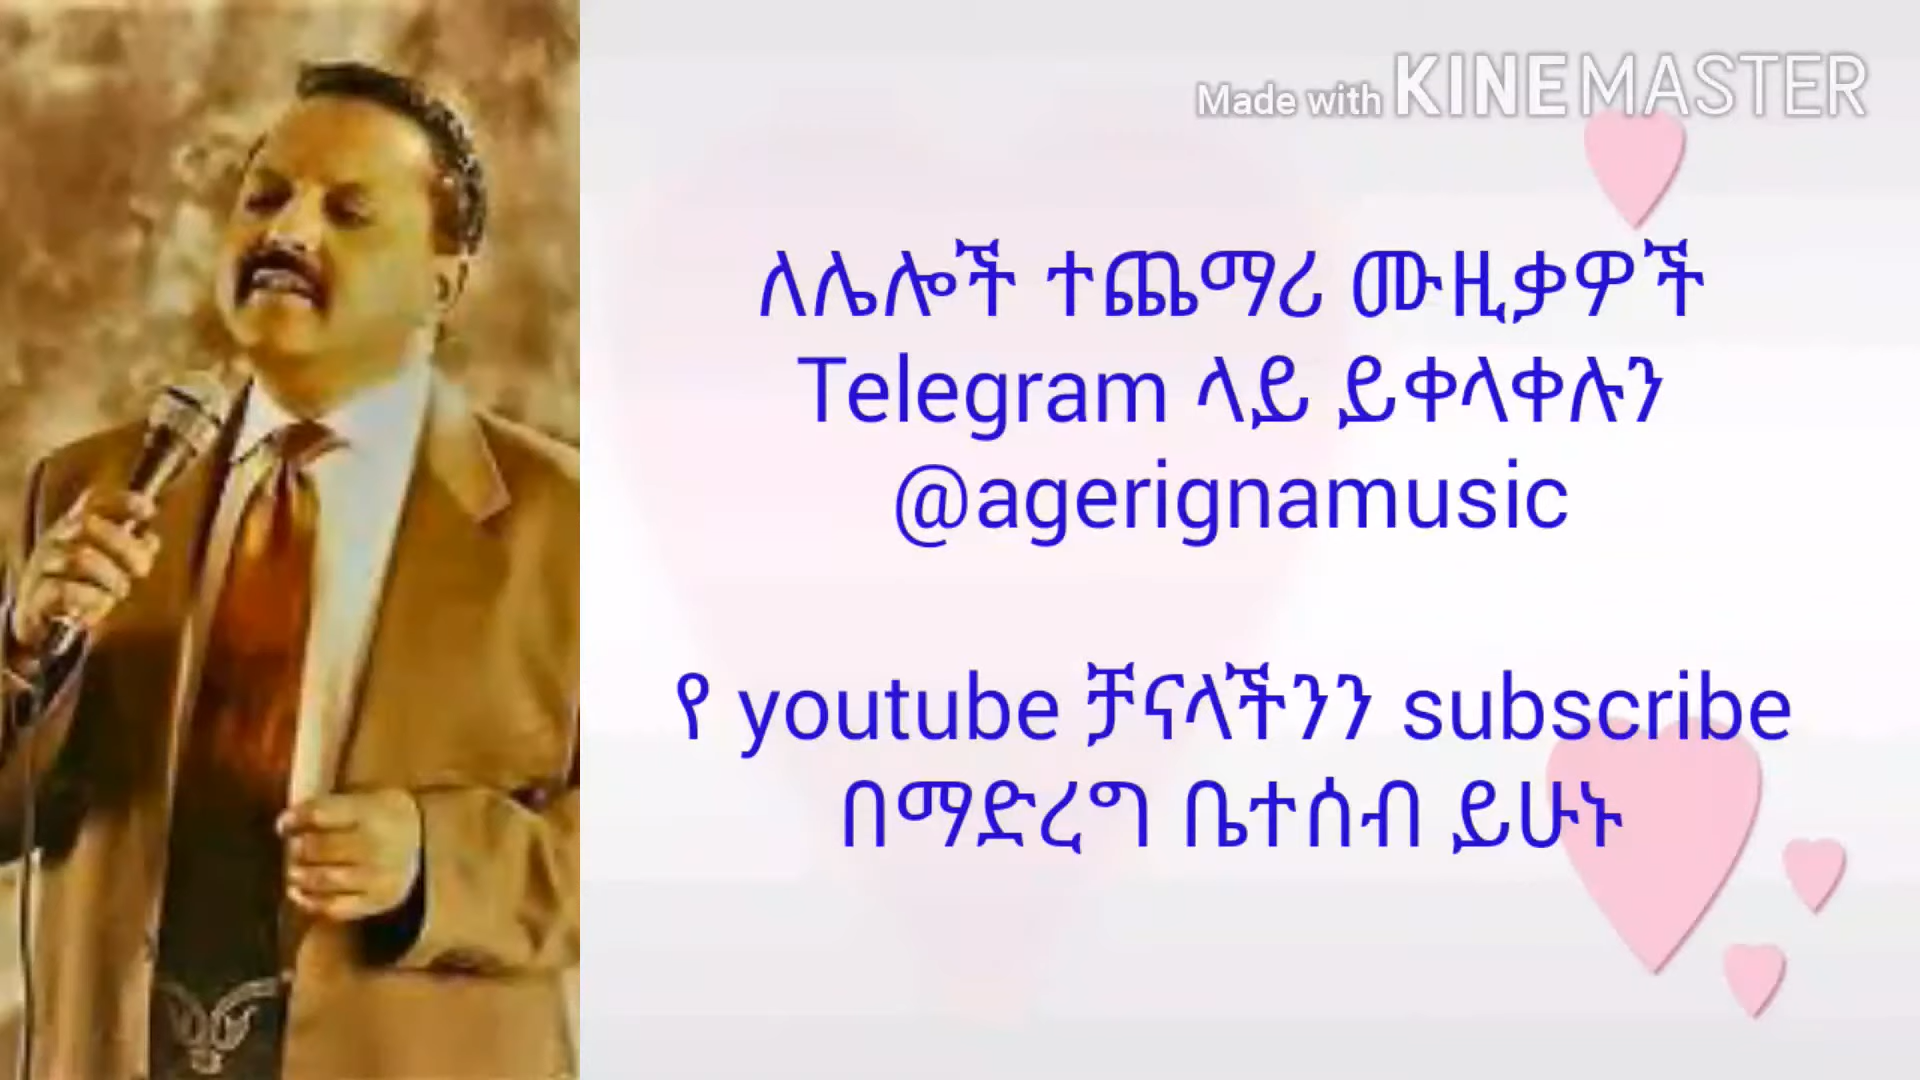 Made with KINEMASTER
ለሌሎች ተጨማሪ ሙዚቃዎች
Telegram ላይ ይቀላቀሉን
@agerignamusic
የ youtube ቻናላችንን subscribe
በማድረግ ቤተሰብ ይሁኑ